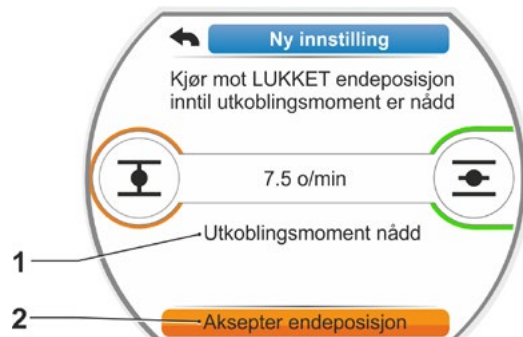 Ny innstilling
Kjør mot LUKKET endeposisjon
inntil utkoblingsmoment er nådd
7.5 o/min
1
Utkoblingsmoment nådd
2
Aksepter endeposisjon